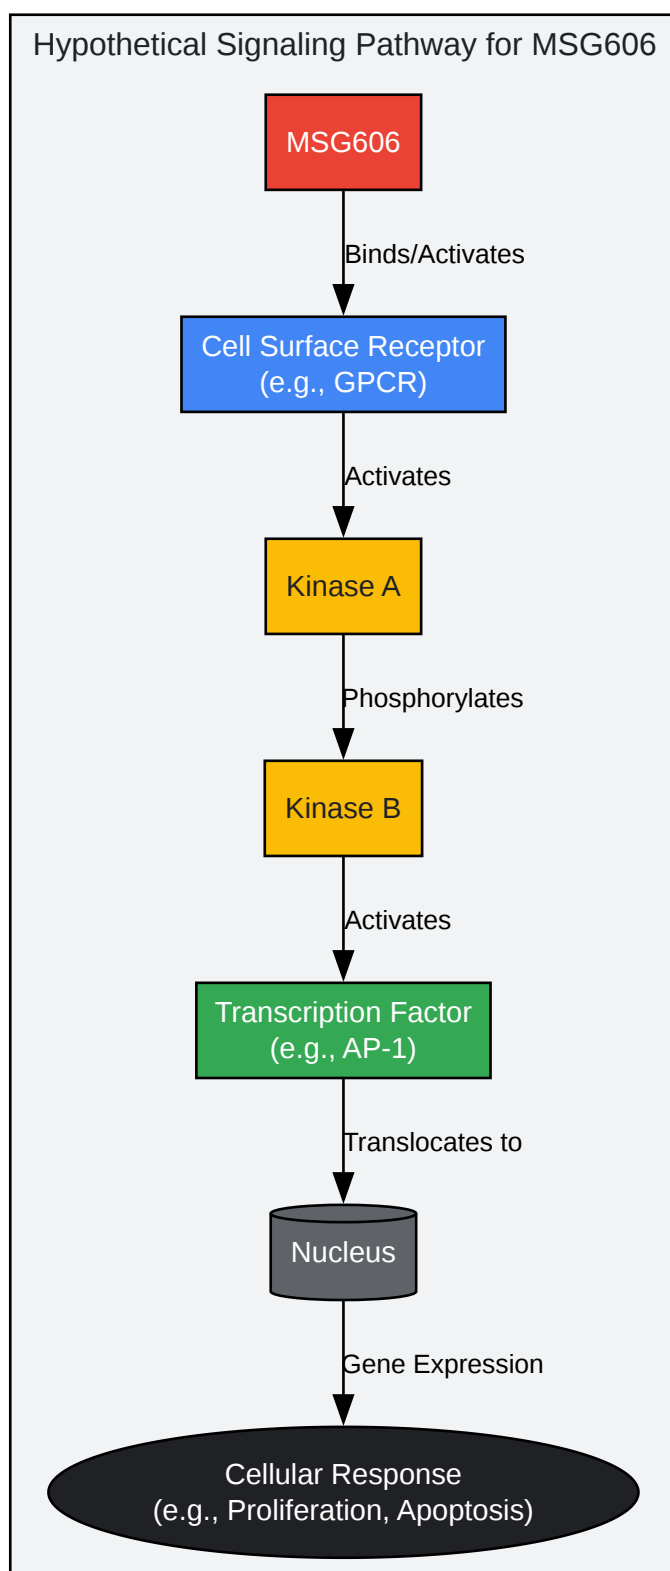 Hypothetical Signaling Pathway for MSG606
MSG606
Binds/Activates
Cell Surface Receptor
(e.g., GPCR)
Activates
Kinase A
Phosphorylates
Kinase B
Activates
Transcription Factor
(e.g., AP-1)
Translocates to
Nucleus
Gene Expression
Cellular Response
(e.g., Proliferation, Apoptosis)